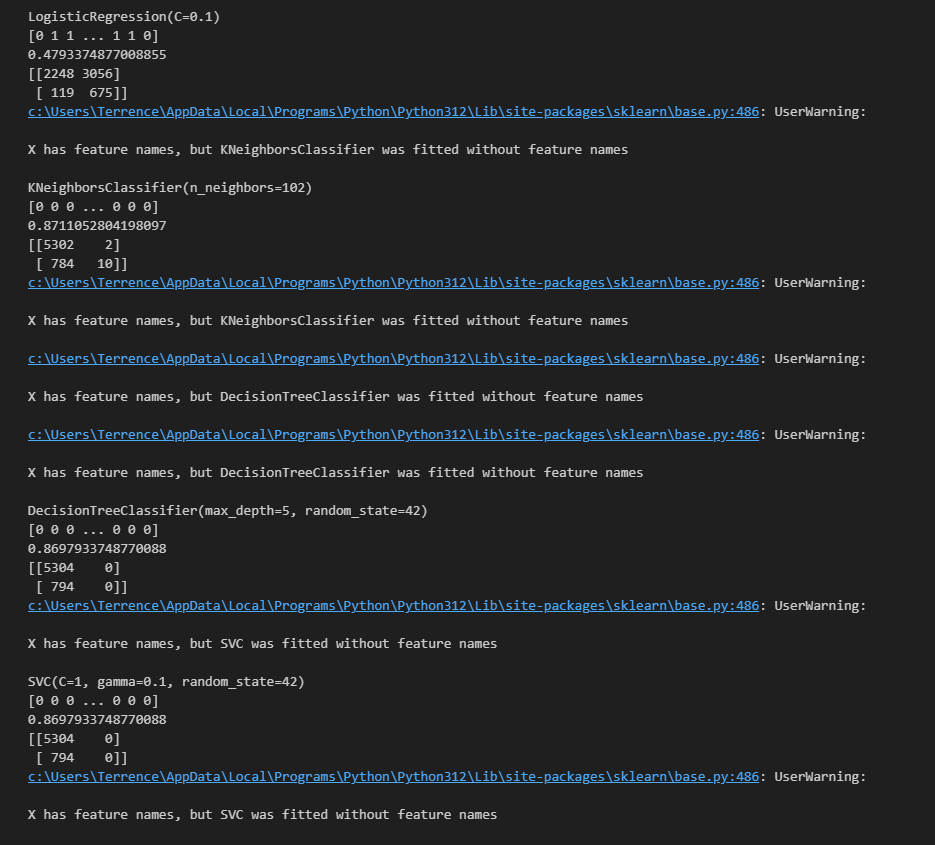 LogisticRegression(C=0.1)
[0 1 1 ... 1 1 0]
0.4793374877008855
[[2248 3056]
 [ 119  675]]
c:\Users\Terrence\AppData\Local\Programs\Python\Python312\Lib\site-packages\sklearn\base.py:486: UserWarning:
X has feature names, but KNeighborsClassifier was fitted without feature names
KNeighborsClassifier(n_neighbors=102)
[0 0 0 ... 0 0 0]
0.8711052804198097
[[5302    2]
 [ 784   10]]
c:\Users\Terrence\AppData\Local\Programs\Python\Python312\Lib\site-packages\sklearn\base.py:486: UserWarning:
X has feature names, but KNeighborsClassifier was fitted without feature names
c:\Users\Terrence\AppData\Local\Programs\Python\Python312\Lib\site-packages\sklearn\base.py:486: UserWarning:
X has feature names, but DecisionTreeClassifier was fitted without feature names
c:\Users\Terrence\AppData\Local\Programs\Python\Python312\Lib\site-packages\sklearn\base.py:486: UserWarning:
X has feature names, but DecisionTreeClassifier was fitted without feature names
DecisionTreeClassifier(max_depth=5, random_state=42)
[0 0 0 ... 0 0 0]
0.8697933748770088
[[5304    0]
 [ 794    0]]
c:\Users\Terrence\AppData\Local\Programs\Python\Python312\Lib\site-packages\sklearn\base.py:486: UserWarning:
X has feature names, but SVC was fitted without feature names
SVC(C=1, gamma=0.1, random_state=42)
[0 0 0 ... 0 0 0]
0.8697933748770088
[[5304    0]
 [ 794    0]]
c:\Users\Terrence\AppData\Local\Programs\Python\Python312\Lib\site-packages\sklearn\base.py:486: UserWarning:
X has feature names, but SVC was fitted without feature names